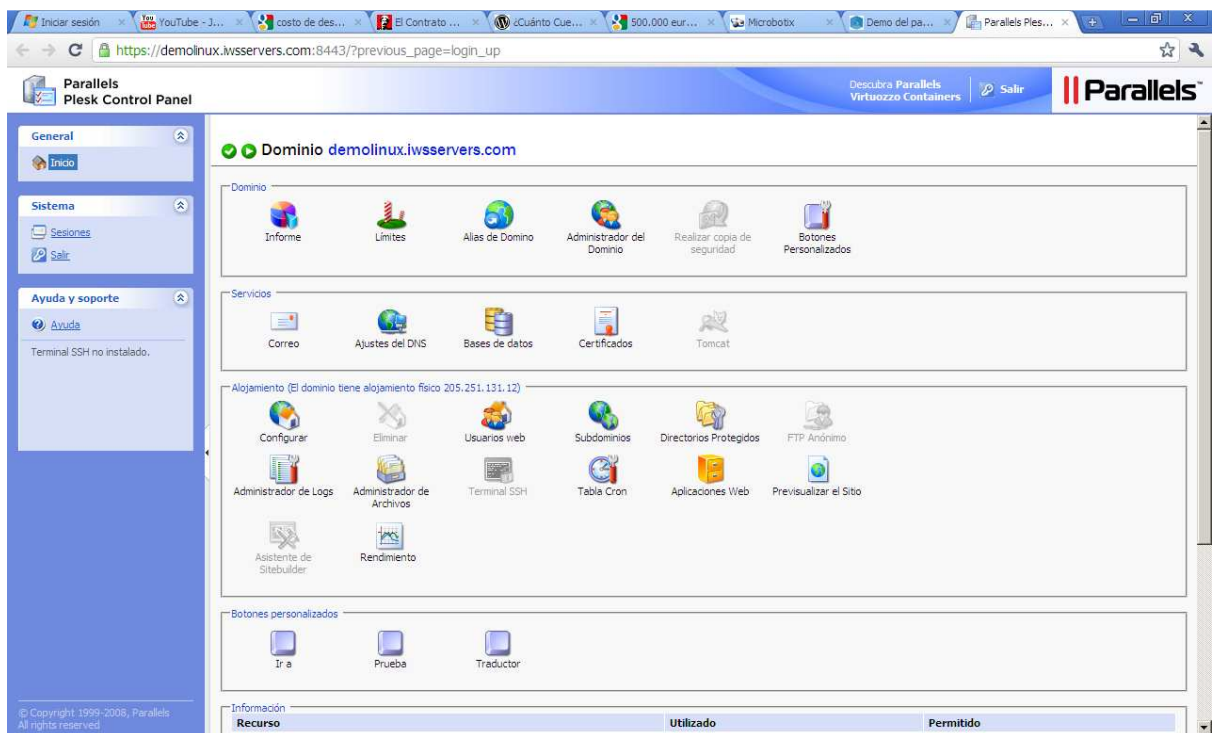 Iniciar sesión
YouTube - J...
costo de des...
El Contrato ...
¿Cuánto Cue...
500.000 eur...
Microbotix
Demo del pa...
Parallels Ples...
https://demolinux.iwsservers.com:8443/?previous_page=login_up
Parallels
Plesk Control Panel
Descubra Parallels
Virtuozzo Containers
Salir
Parallels™
General
Inicio
Sistema
Sesiones
Salir
Ayuda y soporte
Ayuda
Terminal SSH no instalado.
© Copyright 1999-2008, Parallels
All rights reserved
Dominio demolinux.iwsservers.com
Dominio
Informe
Límites
Alias de Domino
Administrador del
Dominio
Realizar copia de
seguridad
Botones
Personalizados
Servicios
Correo
Ajustes del DNS
Bases de datos
Certificados
Tomcat
Alojamiento (El dominio tiene alojamiento físico 205.251.131.12)
Configurar
Eliminar
Usuarios web
Subdominios
Directorios Protegidos
FTP Anónimo
Administrador de Logs
Administrador de
Archivos
Terminal SSH
Tabla Cron
Aplicaciones Web
Previsualizar el Sitio
Asistente de
Sitebuilder
Rendimiento
Botones personalizados
Ir a
Prueba
Traductor
Información
Recurso
Utilizado
Permitido